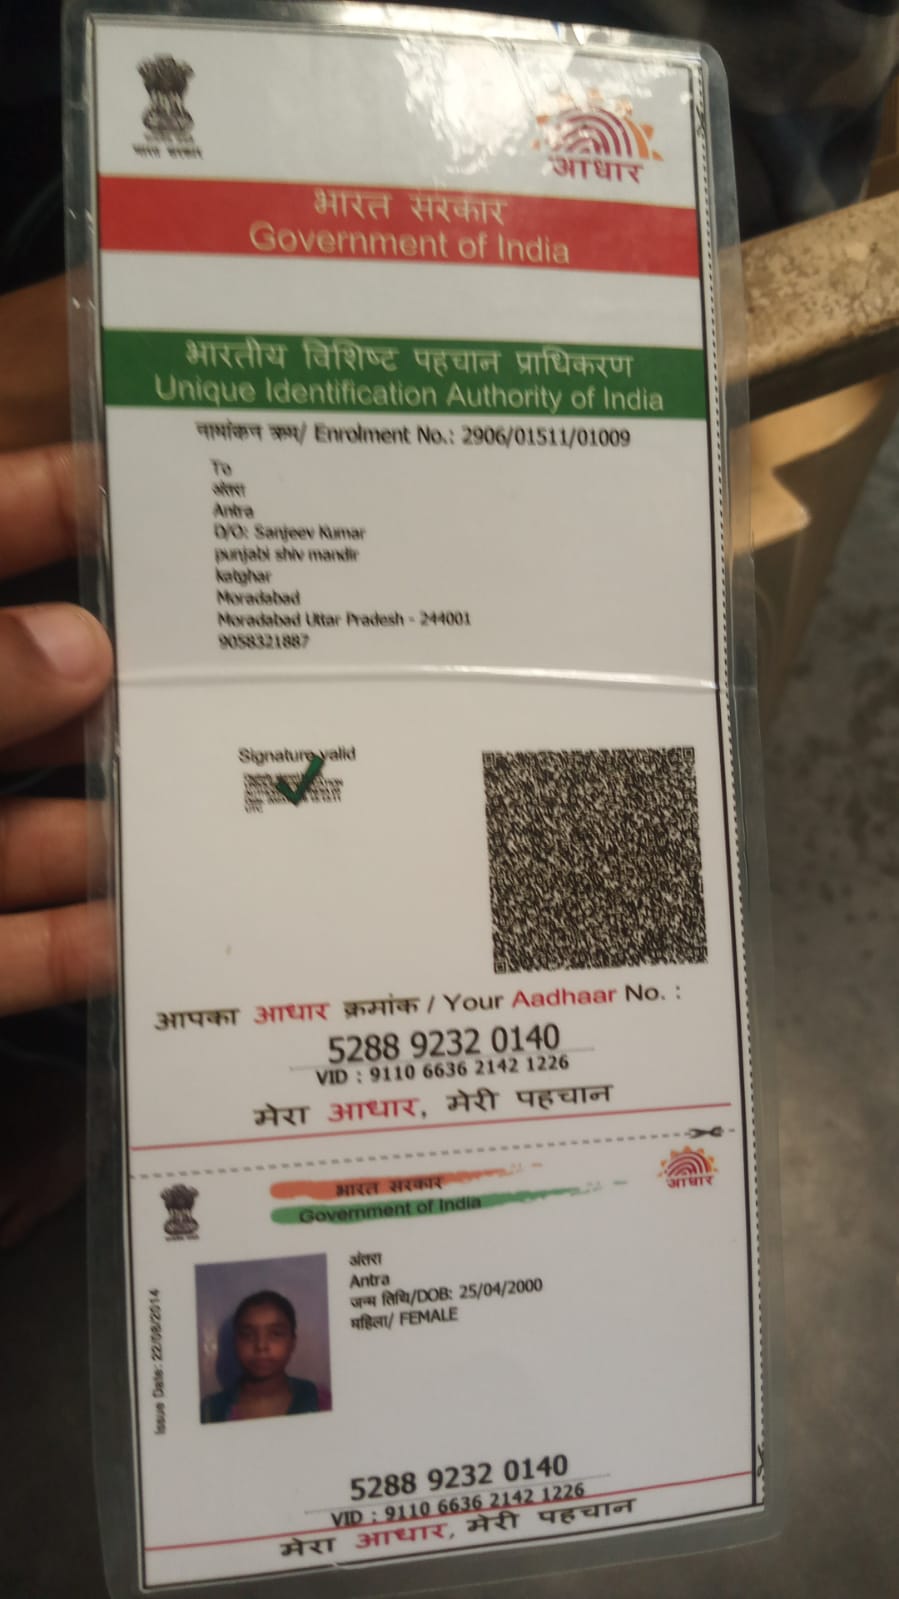 भारत सरकार
आधार
भारत सरकार
Government of India
भारतीय विशिष्ट पहचान प्राधिकरण
Unique Identification Authority of India
नामांकन क्रम/ Enrolment No.: 2906/01511/01009
To
अंतरा
Antra
D/O: Sanjeev Kumar
punjabi shiv mandir
katghar
Moradabad
Moradabad Uttar Pradesh - 244001
9058321887
Signature valid
आपका आधार क्रमांक / Your Aadhaar No. :
5288 9232 0140
VID : 9110 6636 2142 1226
मेरा आधार, मेरी पहचान
भारत सरकार
Government of India
आधार
अंतरा
Antra
जन्म तिथि/DOB: 25/04/2000
महिला/ FEMALE
Issue Date: 22/08/2014
5288 9232 0140
VID : 9110 6636 2142 1226
मेरा आधार, मेरी पहचान